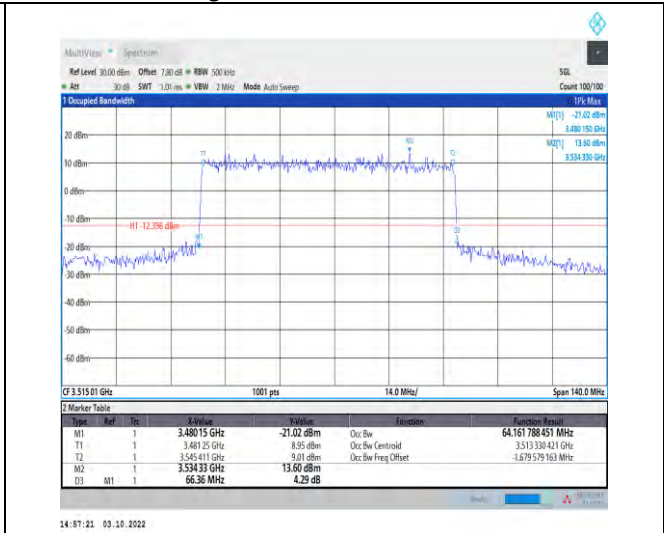 MultiView Spectrum
Ref Level 30.00 dBm Offset 7.80 dB RBW 500 kHz SGL
Att 30 dB SWT 1.01 ms VBW 2 MHz Mode Auto Sweep Count 100/100
1 Occupied Bandwidth 1Pk Max
M1[1] -21.02 dBm
3.480 150 GHz
M2[1] 13.60 dBm
3.534 330 GHz
20 dBm
M2
T1
T2
10 dBm
0 dBm
-10 dBm
H1 -12.396 dBm
M1
D3
-20 dBm
-30 dBm
-40 dBm
-50 dBm
-60 dBm
CF 3.515 01 GHz 1001 pts 14.0 MHz/ Span 140.0 MHz
2 Marker Table
Type Ref Trc X-Value Y-Value Function Function Result
M1 1 3.480 15 GHz -21.02 dBm Occ Bw 64.161 788 451 MHz
T1 1 3.481 25 GHz 8.95 dBm Occ Bw Centroid 3.513 330 421 GHz
T2 1 3.545 411 GHz 9.01 dBm Occ Bw Freq Offset -1.679 579 163 MHz
M2 1 3.534 33 GHz 13.60 dBm
D3 M1 1 66.36 MHz 4.29 dB
14:57:21 03.10.2022